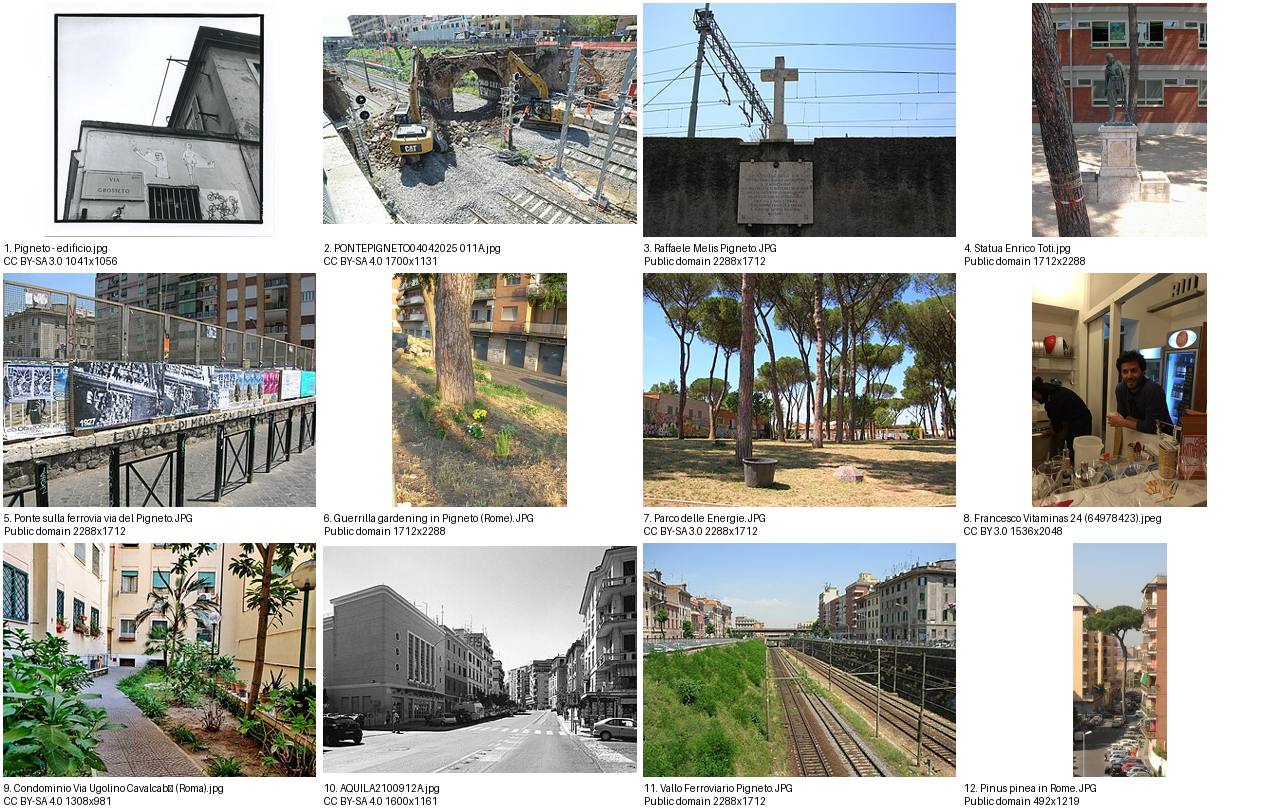 VIA
GROSSETO
CAT
1. Pigneto - edificio.jpg
CC BY-SA 3.0 1041x1056
2. PONTEPIGNETO04042025 011A.jpg
CC BY-SA 4.0 1700x1131
3. Raffaele Melis Pigneto.JPG
Public domain 2288x1712
4. Statua Enrico Toti.jpg
Public domain 1712x2288
1927
5. Ponte sulla ferrovia via del Pigneto.JPG
Public domain 2288x1712
6. Guerrilla gardening in Pigneto (Rome).JPG
Public domain 1712x2288
7. Parco delle Energie.JPG
CC BY-SA 3.0 2288x1712
8. Francesco Vitaminas 24 (64978423).jpeg
CC BY 3.0 1536x2048
9. Condominio Via Ugolino Cavalcab (Roma).jpg
CC BY-SA 4.0 1308x981
10. AQUILA2100912A.jpg
CC BY-SA 4.0 1600x1161
11. Vallo Ferroviario Pigneto.JPG
Public domain 2288x1712
12. Pinus pinea in Rome.JPG
Public domain 492x1219